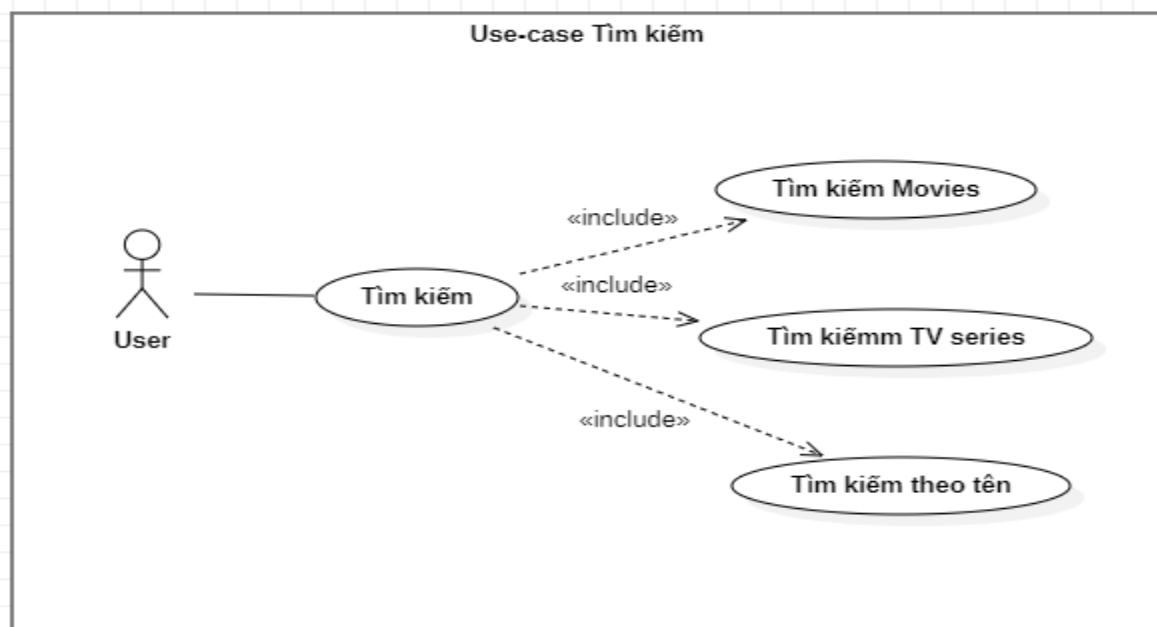 Use-case Tìm kiếm
«include»
Tìm kiếm Movies
User
Tìm kiếm
«include»
Tìm kiếmm TV series
«include»
Tìm kiếm theo tên